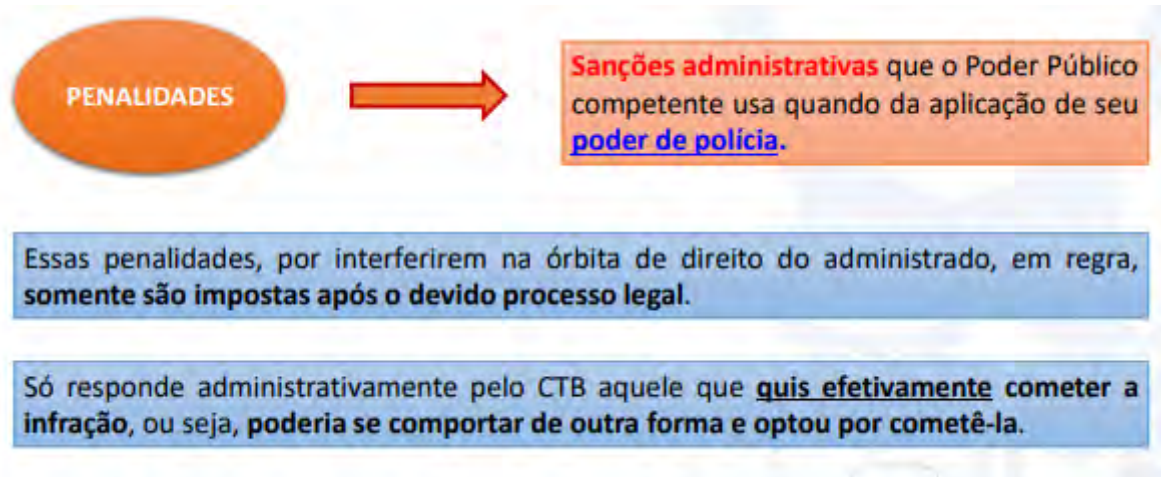 PENALIDADES
Sanções administrativas que o Poder Público
competente usa quando da aplicação de seu
poder de polícia.
Essas penalidades, por interferirem na órbita de direito do administrado, em regra,
somente são impostas após o devido processo legal.
Só responde administrativamente pelo CTB aquele que quis efetivamente cometer a
infração, ou seja, poderia se comportar de outra forma e optou por cometê-la.